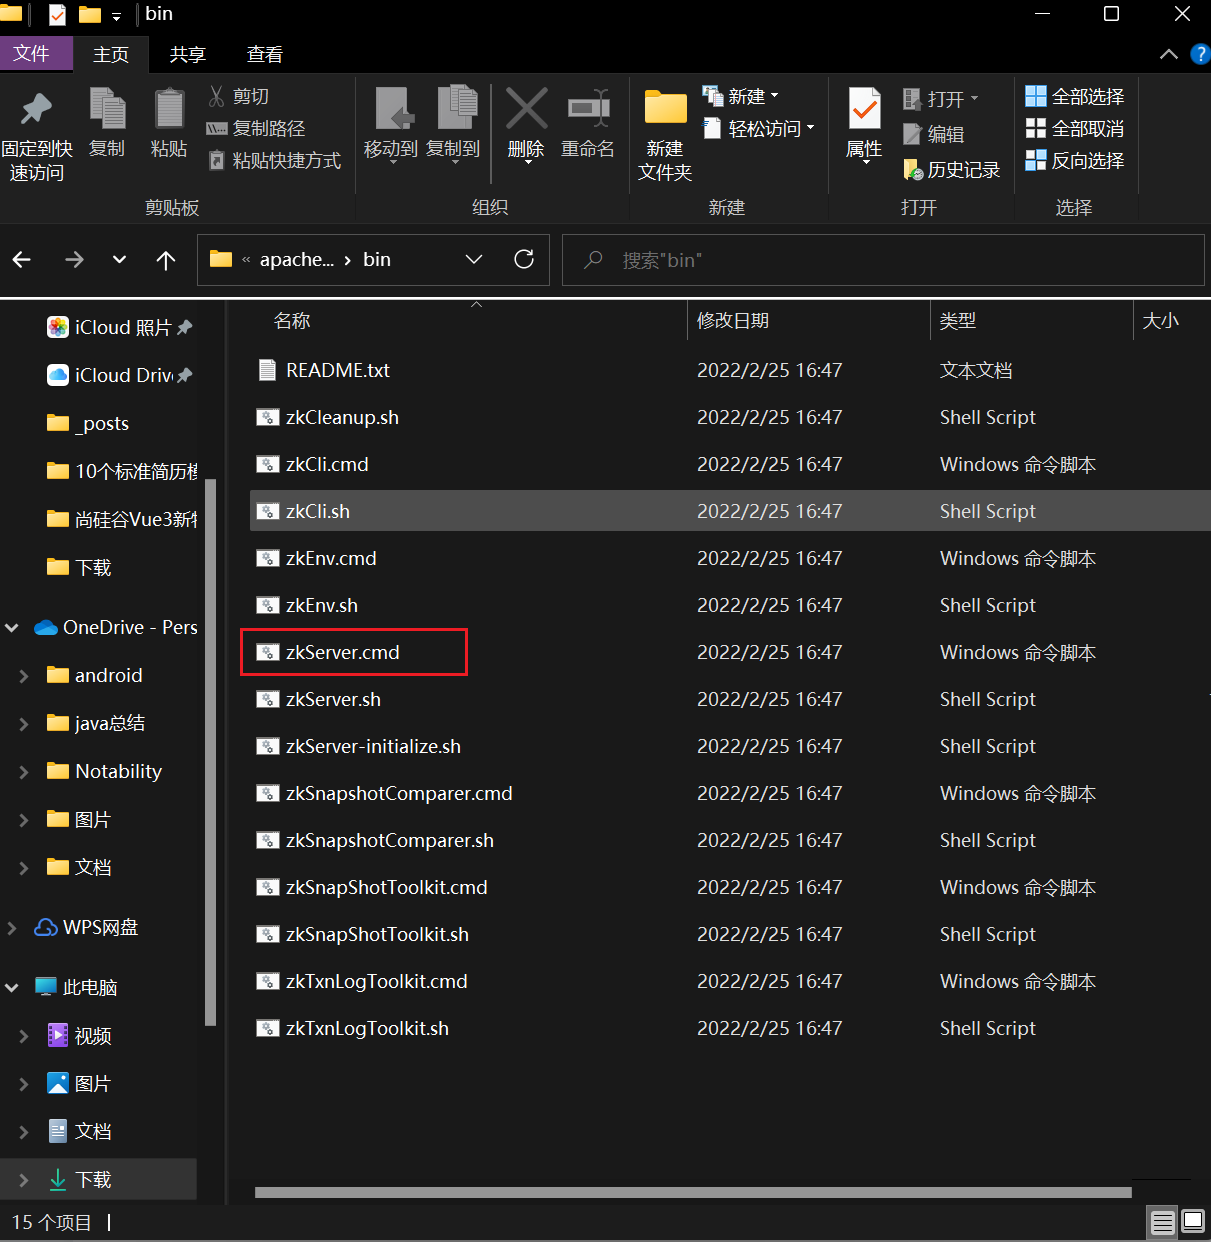 bin
文件 主页 共享 查看
固定到快速访问
复制
粘贴
剪切
复制路径
粘贴快捷方式
剪贴板
移动到
复制到
删除
重命名
组织
新建
文件夹
新建
轻松访问
新建
属性
打开
编辑
历史记录
打开
全部选择
全部取消
反向选择
选择
« apache... › bin
搜索"bin"
iCloud 照片
iCloud Driv
_posts
10个标准简历模
尚硅谷Vue3新特
下载
OneDrive - Pers
android
java总结
Notability
图片
文档
WPS网盘
此电脑
视频
图片
文档
下载
名称 修改日期 类型 大小
README.txt 2022/2/25 16:47 文本文档
zkCleanup.sh 2022/2/25 16:47 Shell Script
zkCli.cmd 2022/2/25 16:47 Windows 命令脚本
zkCli.sh 2022/2/25 16:47 Shell Script
zkEnv.cmd 2022/2/25 16:47 Windows 命令脚本
zkEnv.sh 2022/2/25 16:47 Shell Script
zkServer.cmd 2022/2/25 16:47 Windows 命令脚本
zkServer.sh 2022/2/25 16:47 Shell Script
zkServer-initialize.sh 2022/2/25 16:47 Shell Script
zkSnapshotComparer.cmd 2022/2/25 16:47 Windows 命令脚本
zkSnapshotComparer.sh 2022/2/25 16:47 Shell Script
zkSnapShotToolkit.cmd 2022/2/25 16:47 Windows 命令脚本
zkSnapShotToolkit.sh 2022/2/25 16:47 Shell Script
zkTxnLogToolkit.cmd 2022/2/25 16:47 Windows 命令脚本
zkTxnLogToolkit.sh 2022/2/25 16:47 Shell Script
15 个项目